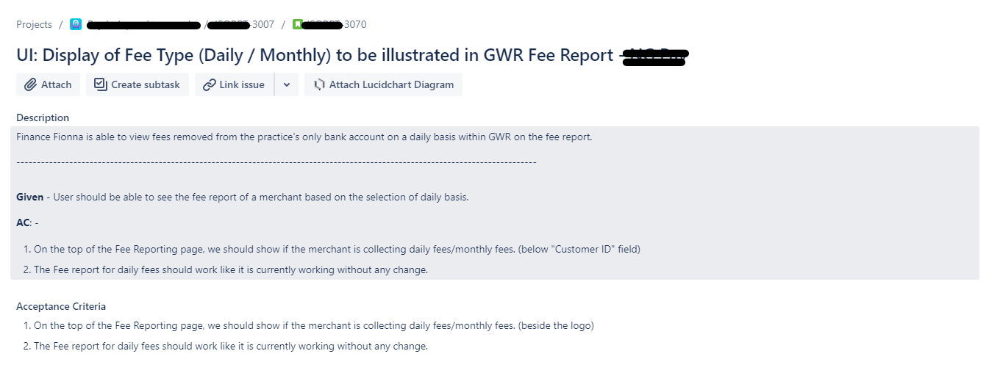 Projects / / -3007 / -3070
UI: Display of Fee Type (Daily / Monthly) to be illustrated in GWR Fee Report -
Attach Create subtask Link issue Attach Lucidchart Diagram
Description
Finance Fionna is able to view fees removed from the practice's only bank account on a daily basis within GWR on the fee report.
--------------------------------------------------------------------------------------------------------------------------------
Given - User should be able to see the fee report of a merchant based on the selection of daily basis.
AC: -
1. On the top of the Fee Reporting page, we should show if the merchant is collecting daily fees/monthly fees. (below "Customer ID" field)
2. The Fee report for daily fees should work like it is currently working without any change.
Acceptance Criteria
1. On the top of the Fee Reporting page, we should show if the merchant is collecting daily fees/monthly fees. (beside the logo)
2. The Fee report for daily fees should work like it is currently working without any change.